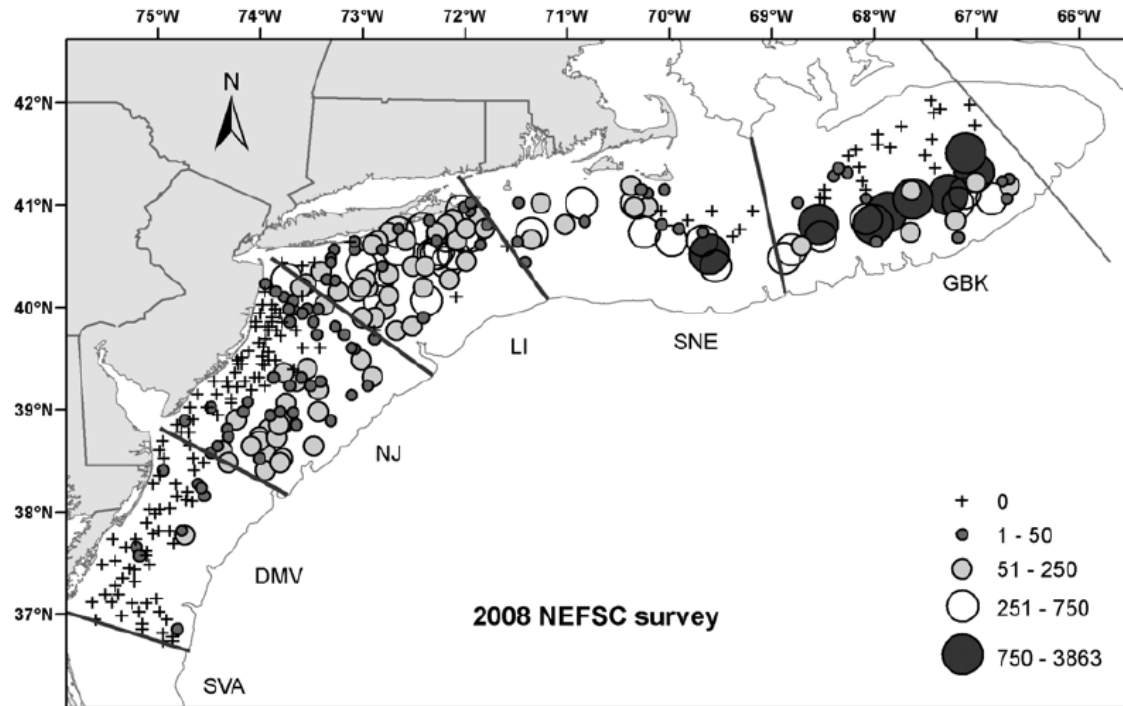 75°W 74°W 73°W 72°W 71°W 70°W 69°W 68°W 67°W 66°W
N
42°N
41°N
40°N
39°N
38°N
37°N
GBK
SNE
LI
NJ
DMV
SVA
2008 NEFSC survey
0
1 - 50
51 - 250
251 - 750
750 - 3863